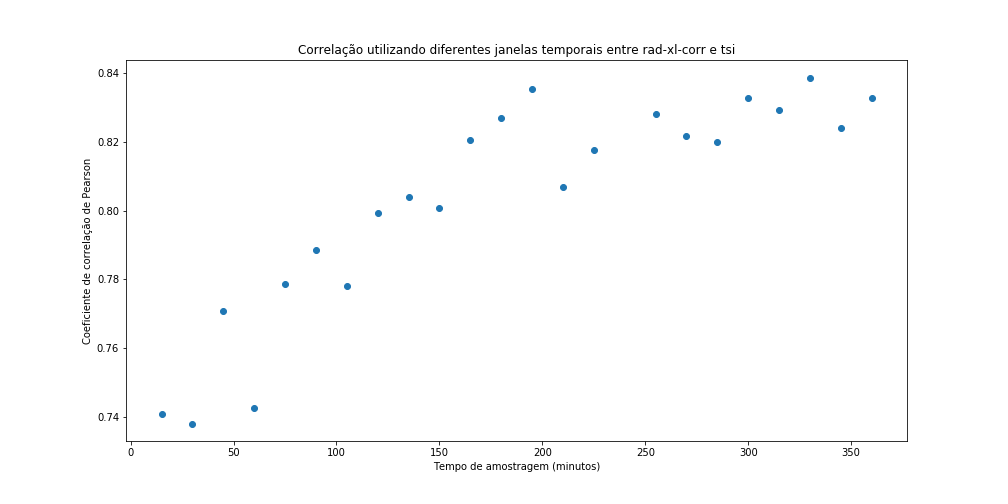 Correlação utilizando diferentes janelas temporais entre rad-xl-corr e tsi
Coeficiente de correlação de Pearson
0.84
0.82
0.80
0.78
0.76
0.74
0 50 100 150 200 250 300 350
Tempo de amostragem (minutos)